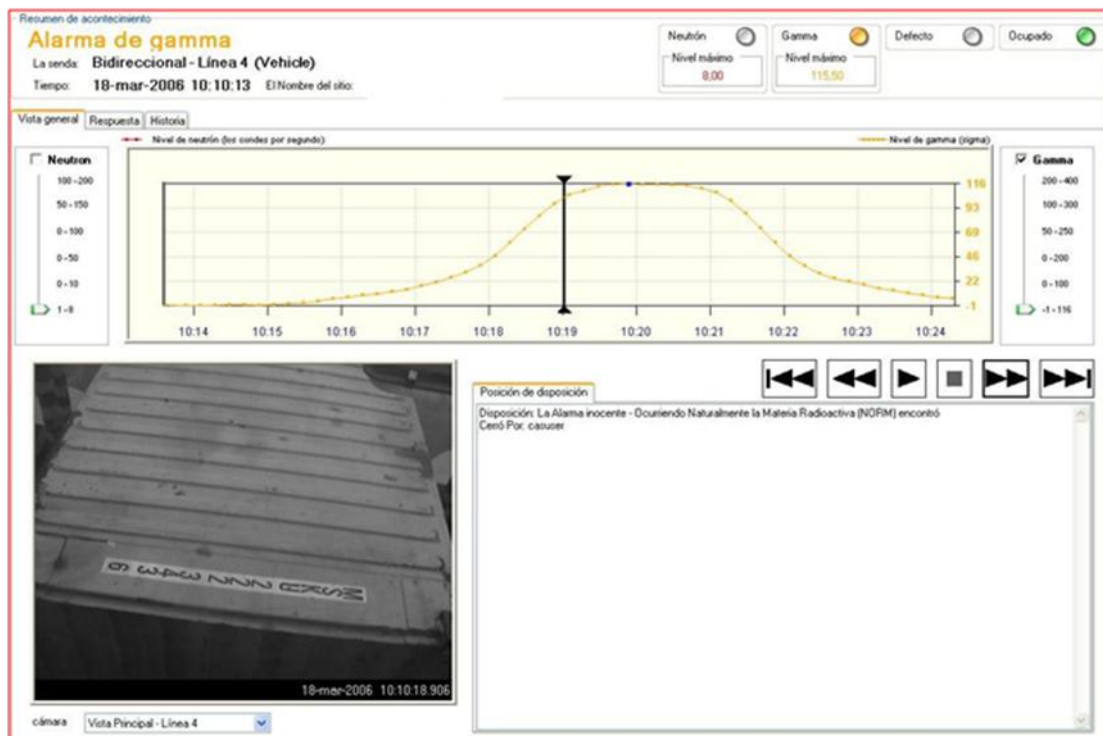 Resumen de acontecimiento
Alarma de gamma
La senda: Bidireccional - Línea 4 (Vehicle)
Tiempo: 18-mar-2006 10:10:13 El Nombre del sitio:
Neutrón
Nivel máximo
8,00
Gamma
Nivel máximo
115,50
Defecto
Ocupado
Vista general Respuesta Historia
Nivel de neutrón (los condes por segundo)
Nivel de gamma (sigma)
Neutron
100-200
50-150
0-100
0-50
0-10
1-8
116
93
69
46
22
-1
10:14 10:15 10:16 10:17 10:18 10:19 10:20 10:21 10:22 10:23 10:24
Gamma
200-400
100-300
50-250
0-200
0-100
-1-116
MSKU 222 343 6
18-mar-2006 10:10:18.906
cámara Vista Principal - Línea 4
Posición de disposición
Disposición: La Alarma inocente - Ocurriendo Naturalmente la Materia Radioactiva (NORM) encontró
Cerró Por: casuser